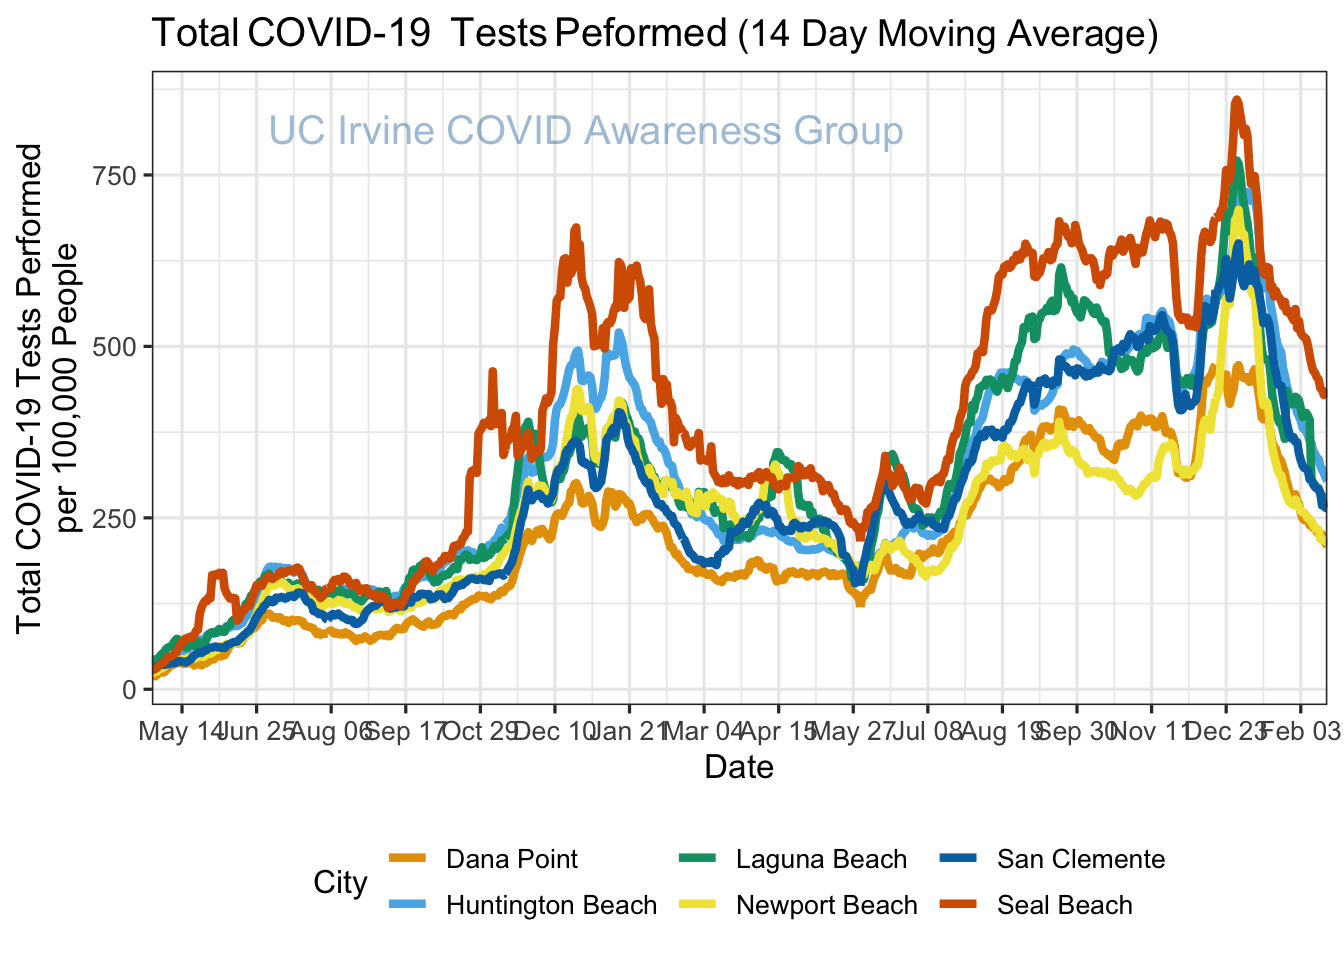 Total COVID-19  Tests Peformed (14 Day Moving Average)
UC Irvine COVID Awareness Group
Total COVID-19 Tests Performed
per 100,000 People
750
500
250
0
May 14 Jun 25 Aug 06 Sep 17 Oct 29 Dec 10 Jan 21 Mar 04 Apr 15 May 27 Jul 08 Aug 19 Sep 30 Nov 11 Dec 23 Feb 03
Date
City
Dana Point Laguna Beach San Clemente
Huntington Beach Newport Beach Seal Beach